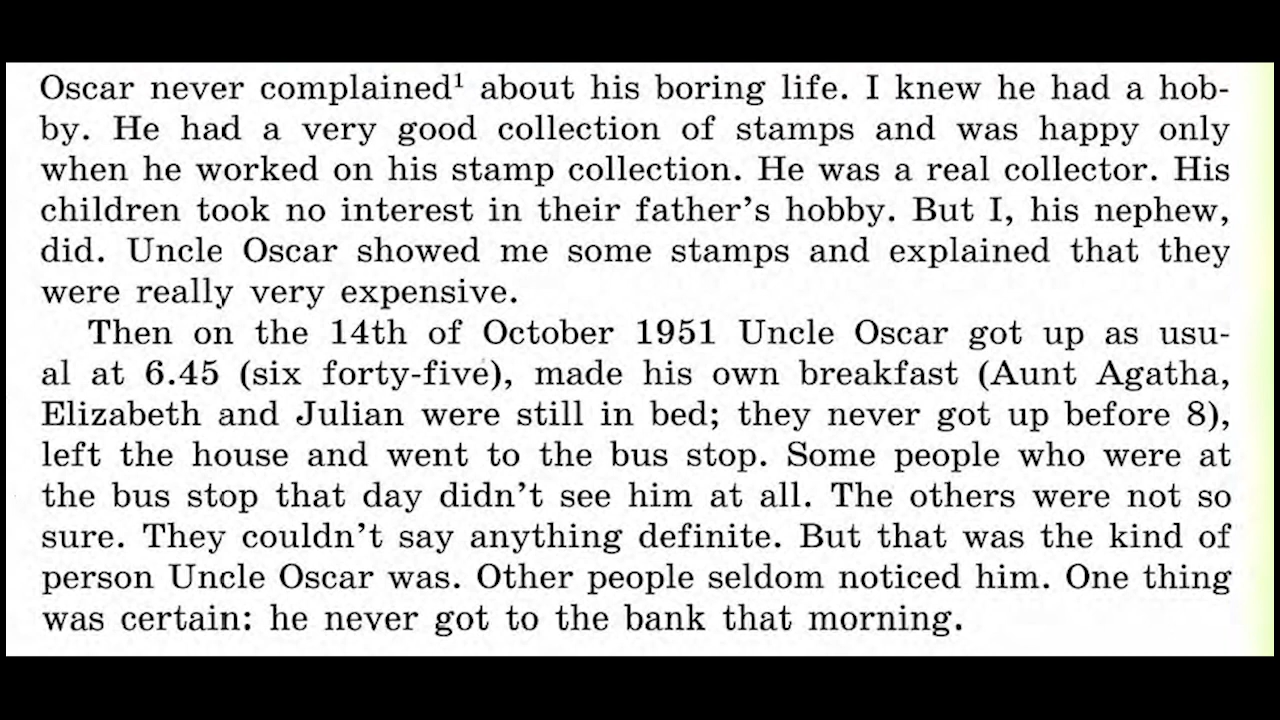 Oscar never complained¹ about his boring life. I knew he had a hob-
by. He had a very good collection of stamps and was happy only
when he worked on his stamp collection. He was a real collector. His
children took no interest in their father's hobby. But I, his nephew,
did. Uncle Oscar showed me some stamps and explained that they
were really very expensive.
Then on the 14th of October 1951 Uncle Oscar got up as usu-
al at 6.45 (six forty-five), made his own breakfast (Aunt Agatha,
Elizabeth and Julian were still in bed; they never got up before 8),
left the house and went to the bus stop. Some people who were at
the bus stop that day didn't see him at all. The others were not so
sure. They couldn't say anything definite. But that was the kind of
person Uncle Oscar was. Other people seldom noticed him. One thing
was certain: he never got to the bank that morning.